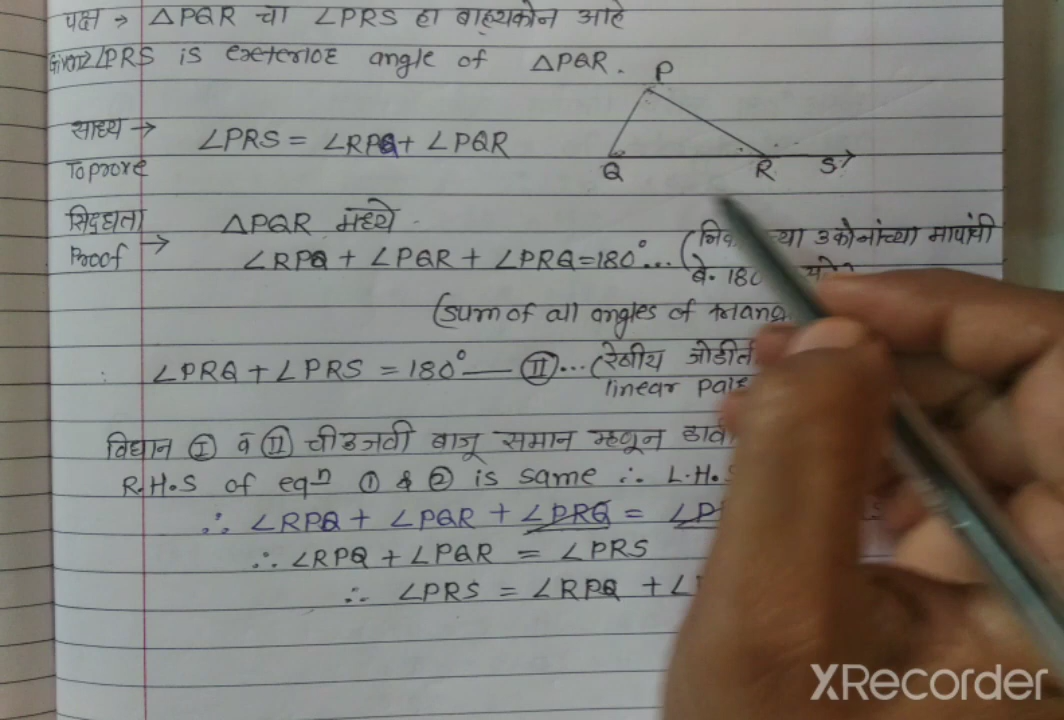 पक्ष → △PQR चा ∠PRS हा बाह्यकोन आहे
Given→ ∠PRS is exterior angle of △PQR.
P
साध्य →
To prove
∠PRS = ∠RPQ + ∠PQR
Q R S
सिद्धता
Proof →
△PQR मध्ये
∠RPQ + ∠PQR + ∠PRQ = 180° ... ( च्या 3 कोनांच्या मापांची
बे. 180
(sum of all angles of
∠PRQ + ∠PRS = 180° — II ... (रेषीय
linear
विधान I व II ची उजवी बाजू समान म्हणून
R.H.S of eqn 1 & 2 is same ∴ L.H.S
∴ ∠RPQ + ∠PQR + ∠PRQ =
∴ ∠RPQ + ∠PQR = ∠PRS
∴ ∠PRS = ∠RPQ + ∠
XRecorder